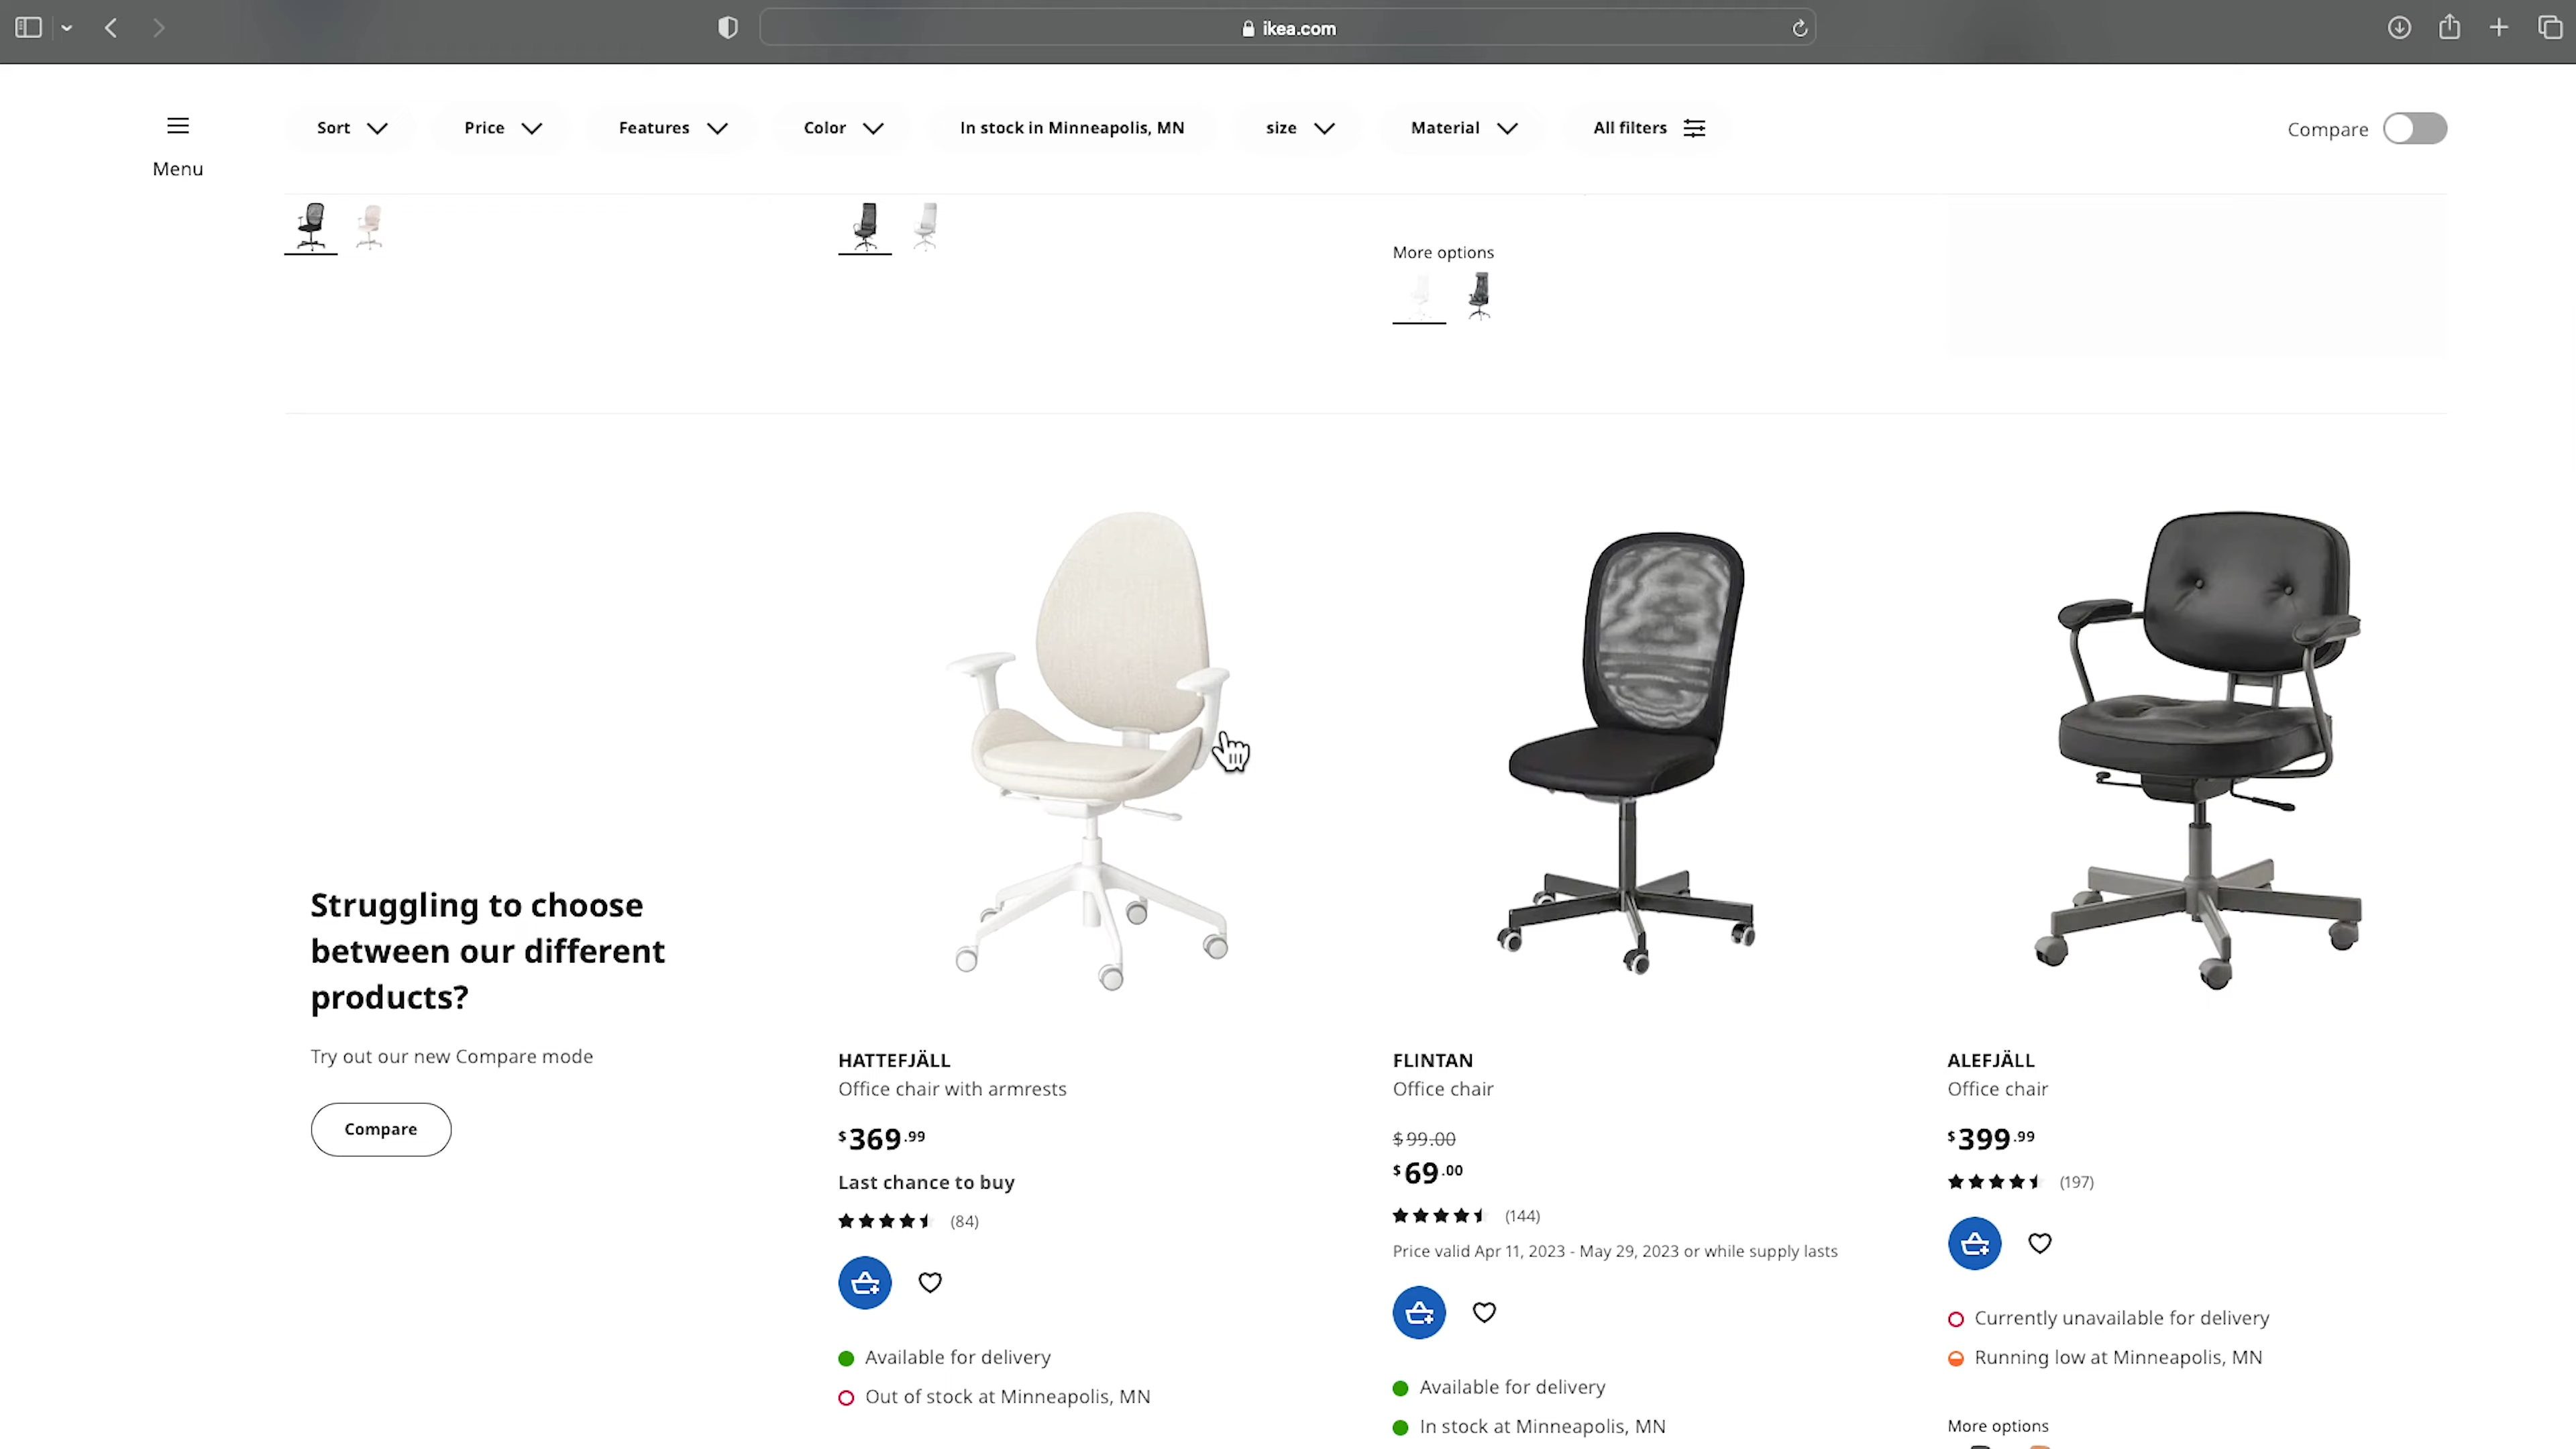 ikea.com
Menu
Sort
Price
Features
Color
In stock in Minneapolis, MN
size
Material
All filters
Compare
More options
Struggling to choose
between our different
products?
Try out our new Compare mode
Compare
HATTEFJÄLL
Office chair with armrests
$369.99
Last chance to buy
(84)
Available for delivery
Out of stock at Minneapolis, MN
FLINTAN
Office chair
$99.00
$69.00
(144)
Price valid Apr 11, 2023 - May 29, 2023 or while supply lasts
Available for delivery
In stock at Minneapolis, MN
ALEFJÄLL
Office chair
$399.99
(197)
Currently unavailable for delivery
Running low at Minneapolis, MN
More options